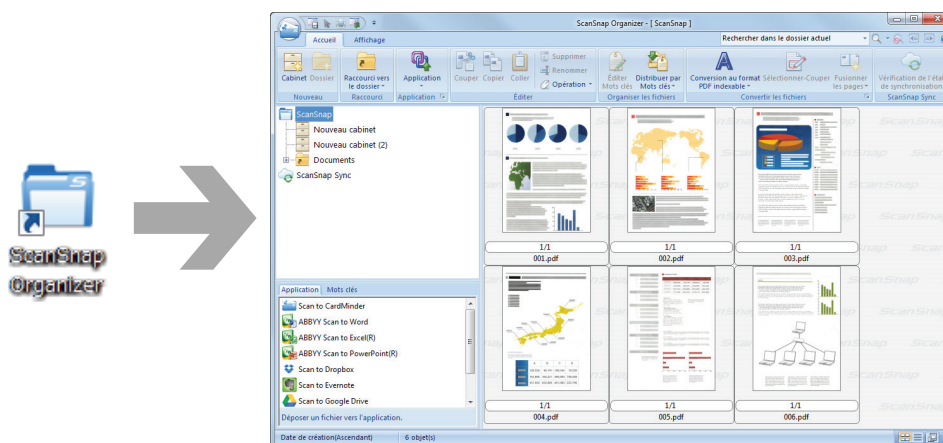 ScanSnap
Organizer
ScanSnap Organizer - [ ScanSnap ]
Accueil Affichage
Rechercher dans le dossier actuel
Cabinet Dossier
Raccourci vers
le dossier
Application
Couper Copier Coller
Supprimer
Renommer
Opération
Éditer
Mots clés
Distribuer par
Mots clés
Conversion au format
PDF indexable
Sélectionner-Couper
Fusionner
les pages
Vérification de l'éta
de synchronisation
Nouveau Raccourci Application Éditer Organiser les fichiers Convertir les fichiers ScanSnap Sync
ScanSnap
Nouveau cabinet
Nouveau cabinet (2)
Documents
ScanSnap Sync
1/1 1/1 1/1
001.pdf 002.pdf 003.pdf
Application Mots clés
Scan to CardMinder
ABBYY Scan to Word
ABBYY Scan to Excel(R)
ABBYY Scan to PowerPoint(R)
Scan to Dropbox
Scan to Evernote
Scan to Google Drive
Déposer un fichier vers l'application.
1/1 1/1 1/1
004.pdf 005.pdf 006.pdf
Date de création(Ascendant) 6 objet(s)